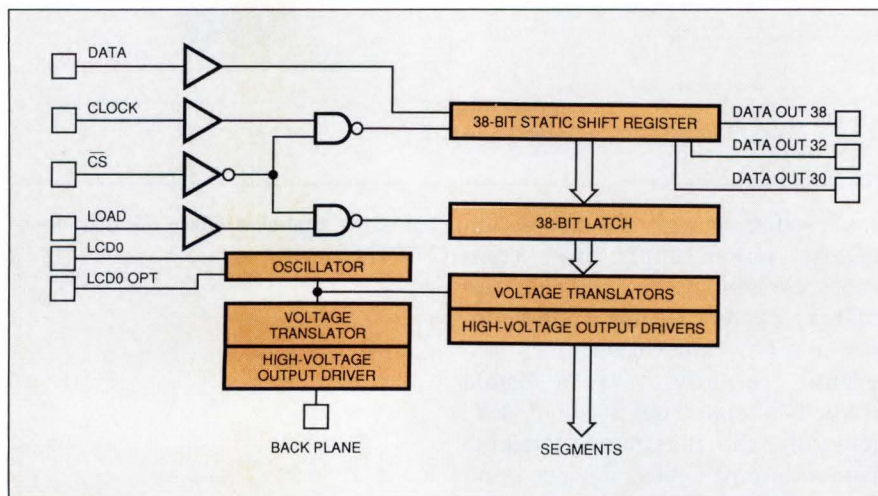 DATA
CLOCK
CS
LOAD
LCD0
LCD0 OPT
38-BIT STATIC SHIFT REGISTER
DATA OUT 38
DATA OUT 32
DATA OUT 30
38-BIT LATCH
OSCILLATOR
VOLTAGE TRANSLATORS
HIGH-VOLTAGE OUTPUT DRIVERS
VOLTAGE
TRANSLATOR
HIGH-VOLTAGE
OUTPUT DRIVER
BACK PLANE
SEGMENTS